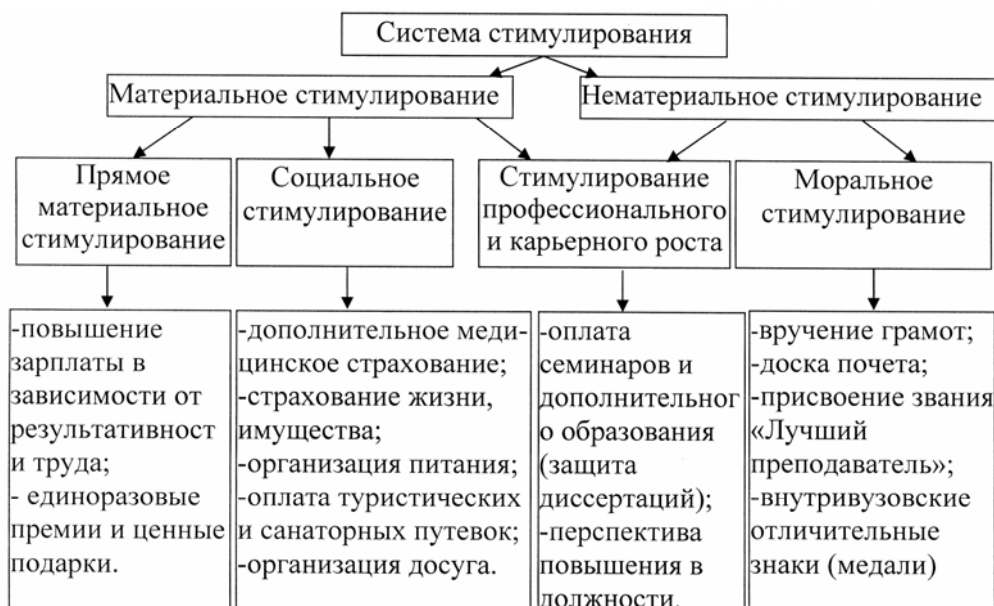 Система стимулирования
Материальное стимулирование
Нематериальное стимулирование
Прямое
материальное
стимулирование
Социальное
стимулирование
Стимулирование
профессионального
и карьерного роста
Моральное
стимулирование
-повышение
зарплаты в
зависимости от
результативност
и труда;
- единоразовые
премии и ценные
подарки.
-дополнительное меди-
цинское страхование;
-страхование жизни,
имущества;
-организация питания;
-оплата туристических
и санаторных путевок;
-организация досуга.
-оплата
семинаров и
дополнительног
о образования
(защита
диссертаций);
-перспектива
повышения в
должности.
-вручение грамот;
-доска почета;
-присвоение звания
«Лучший
преподаватель»;
-внутривузовские
отличительные
знаки (медали)